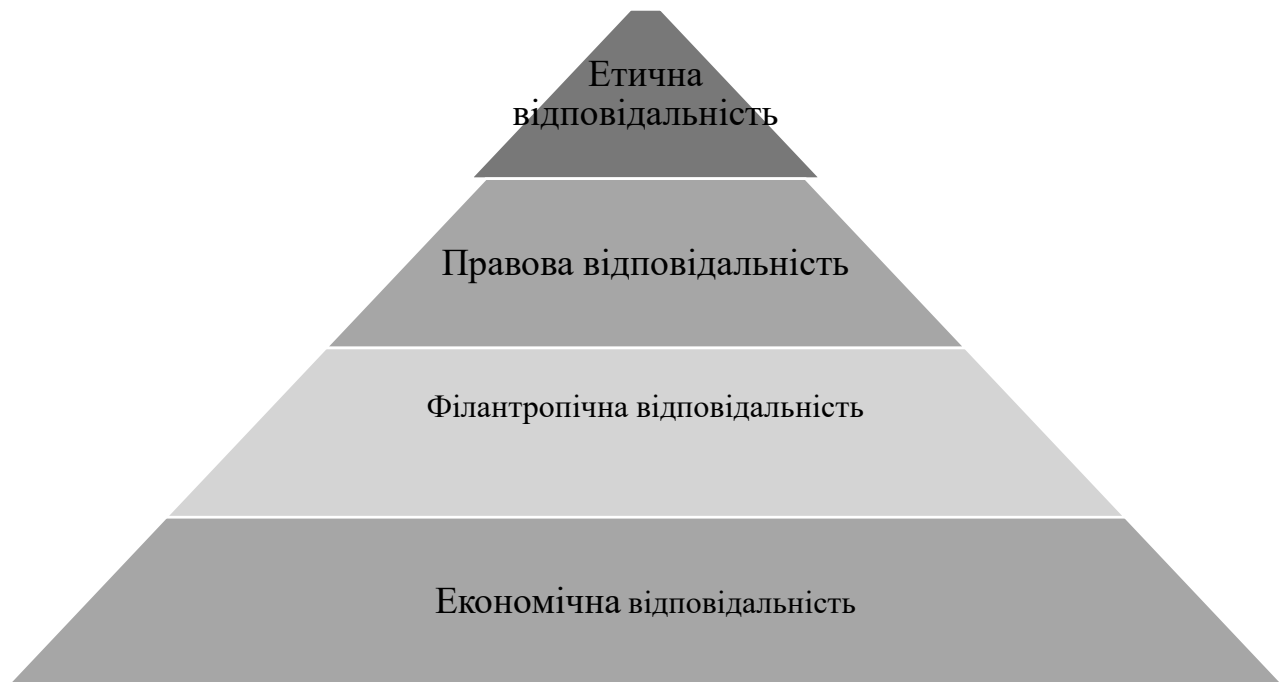 Етична
відповідальність
Правова відповідальність
Філантропічна відповідальність
Економічна відповідальність